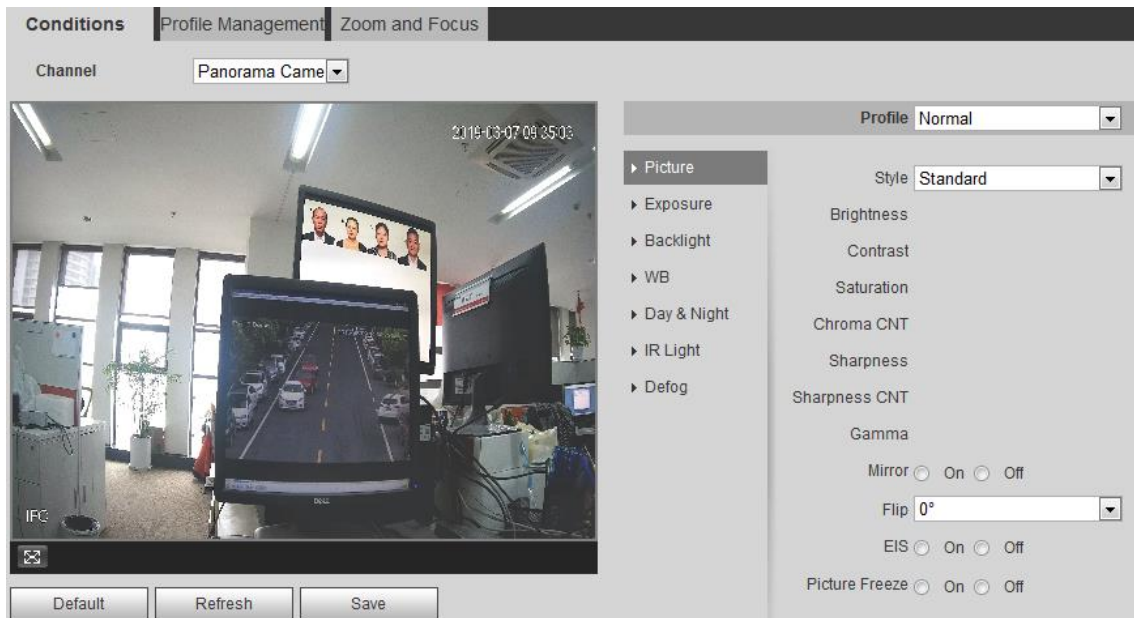 Conditions
Profile Management
Zoom and Focus
Channel
Panorama Came
2019-03-07 09:35:03
IPC
Default
Refresh
Save
Profile Normal
Picture
Exposure
Backlight
WB
Day & Night
IR Light
Defog
Style Standard
Brightness
Contrast
Saturation
Chroma CNT
Sharpness
Sharpness CNT
Gamma
Mirror On Off
Flip 0°
EIS On Off
Picture Freeze On Off